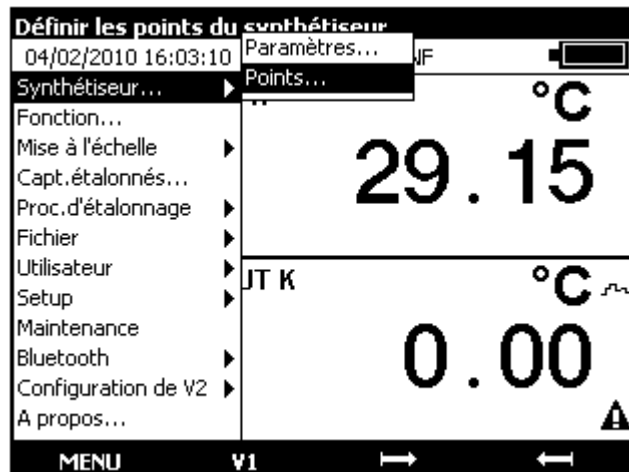 Définir les points du synthétiseur
04/02/2010 16:03:10
Paramètres...
Synthétiseur...
Points...
°C
Fonction...
29.15
Mise à l'échelle
Capt.étalonnés...
Proc.d'étalonnage
Fichier
Utilisateur
K
°C
Setup
Maintenance
0.00
Bluetooth
Configuration de V2
A propos...
MENU V1